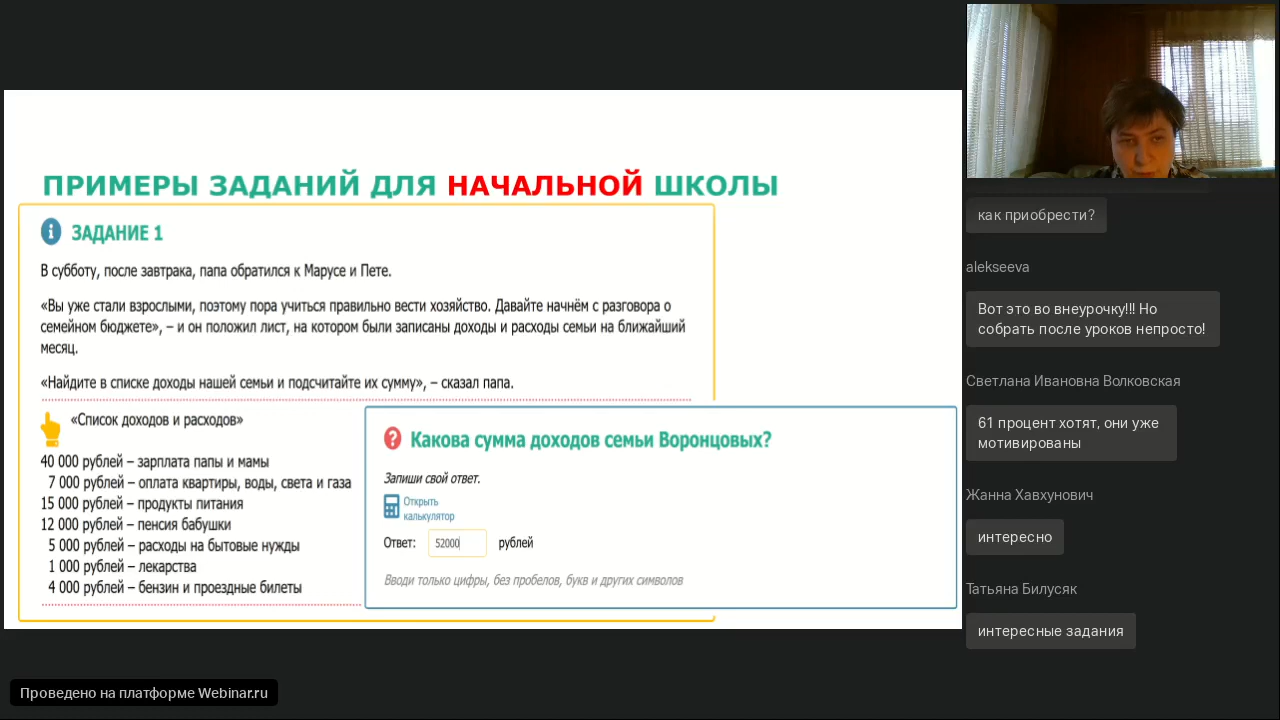 ПРИМЕРЫ ЗАДАНИЙ ДЛЯ НАЧАЛЬНОЙ ШКОЛЫ
ЗАДАНИЕ 1
В субботу, после завтрака, папа обратился к Марусе и Пете.
«Вы уже стали взрослыми, поэтому пора учиться правильно вести хозяйство. Давайте начнём с разговора о
семейном бюджете», – и он положил лист, на котором были записаны доходы и расходы семьи на ближайший
месяц.
«Найдите в списке доходы нашей семьи и подсчитайте их сумму», – сказал папа.
«Список доходов и расходов»
40 000 рублей – зарплата папы и мамы
7 000 рублей – оплата квартиры, воды, света и газа
15 000 рублей – продукты питания
12 000 рублей – пенсия бабушки
5 000 рублей – расходы на бытовые нужды
1 000 рублей – лекарства
4 000 рублей – бензин и проездные билеты
Какова сумма доходов семьи Воронцовых?
Запиши свой ответ.
Открыть
калькулятор
Ответ: 52000 рублей
Вводи только цифры, без пробелов, букв и других символов
как приобрести?
alekseeva
Вот это во внеурочку!!! Но
собрать после уроков непросто!
Светлана Ивановна Волковская
61 процент хотят, они уже
мотивированы
Жанна Хавхунович
интересно
Татьяна Билусяк
интересные задания
Проведено на платформе Webinar.ru